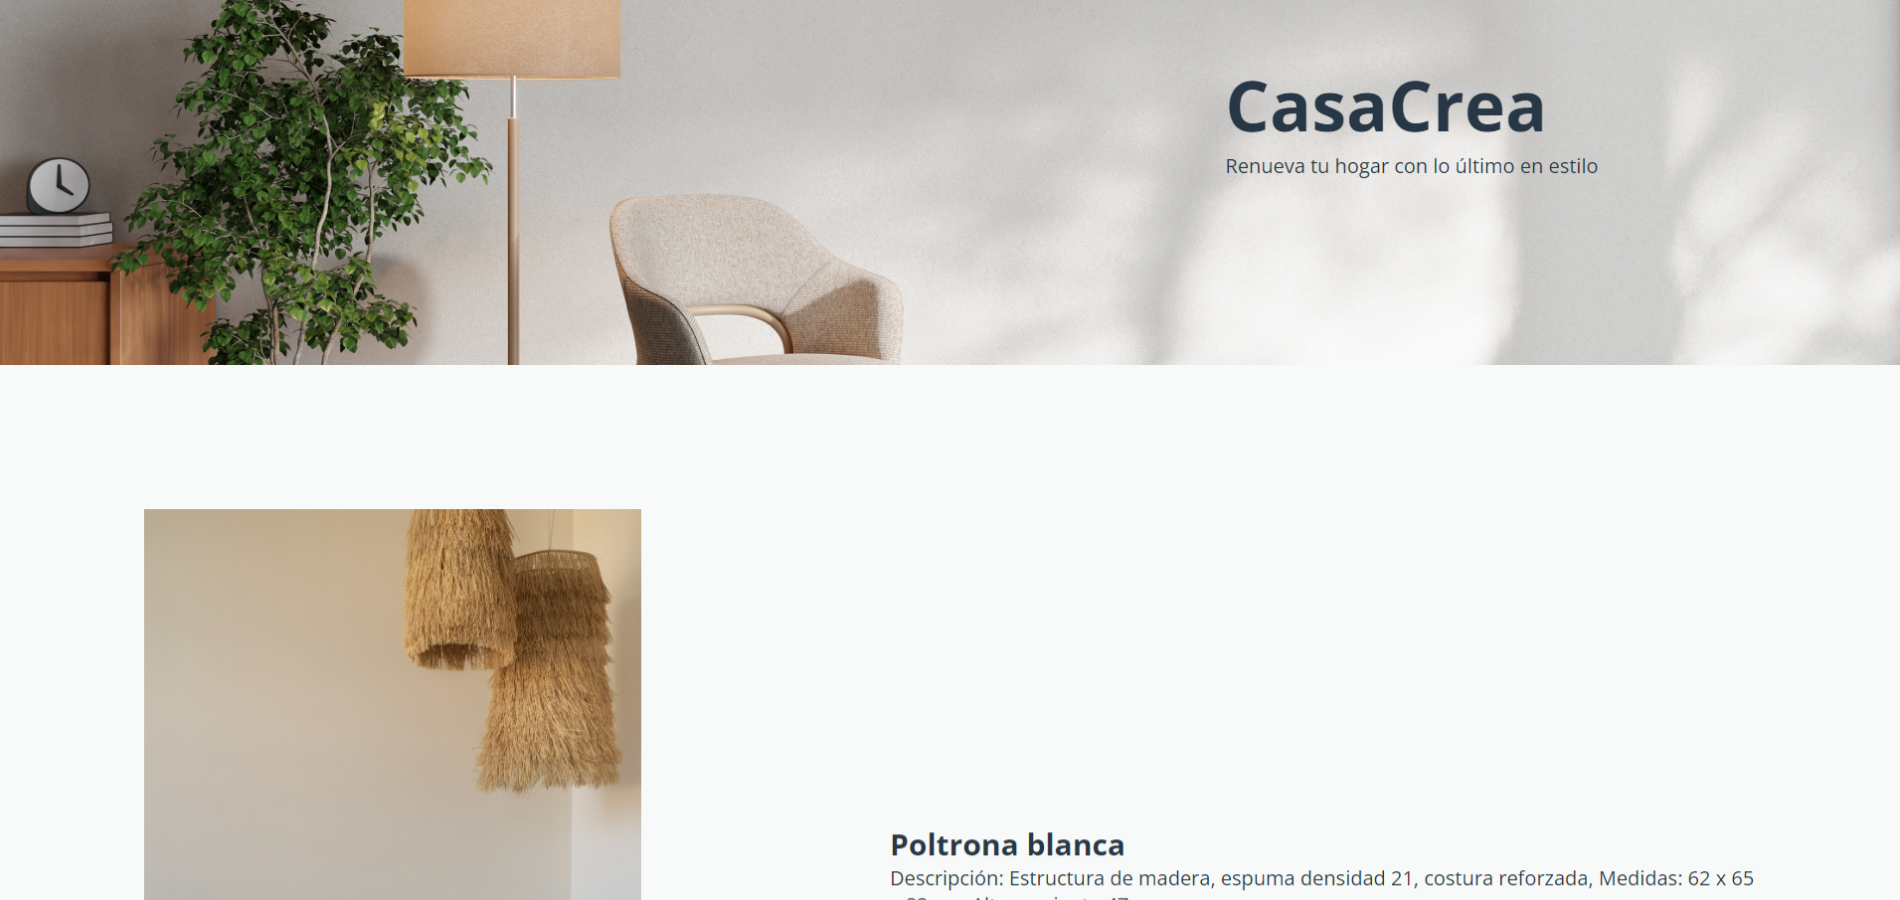 CasaCrea
Renueva tu hogar con lo último en estilo
Poltrona blanca
Descripción: Estructura de madera, espuma densidad 21, costura reforzada, Medidas: 62 x 65